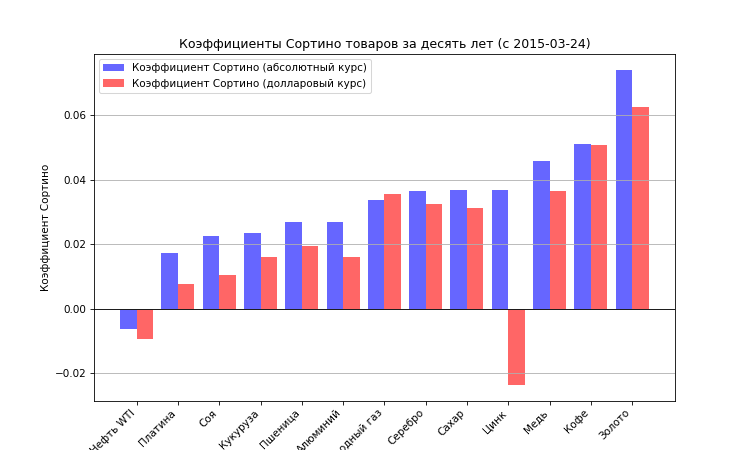 Коэффициенты Сортино товаров за десять лет (с 2015-03-24)
Коэффициент Сортино (абсолютный курс)
Коэффициент Сортино (долларовый курс)
Коэффициент Сортино
0.06
0.04
0.02
0.00
−0.02
Нефть WTI
Платина
Соя
Кукуруза
Пшеница
Алюминий
газ
Серебро
Сахар
Цинк
Медь
Кофе
Золото